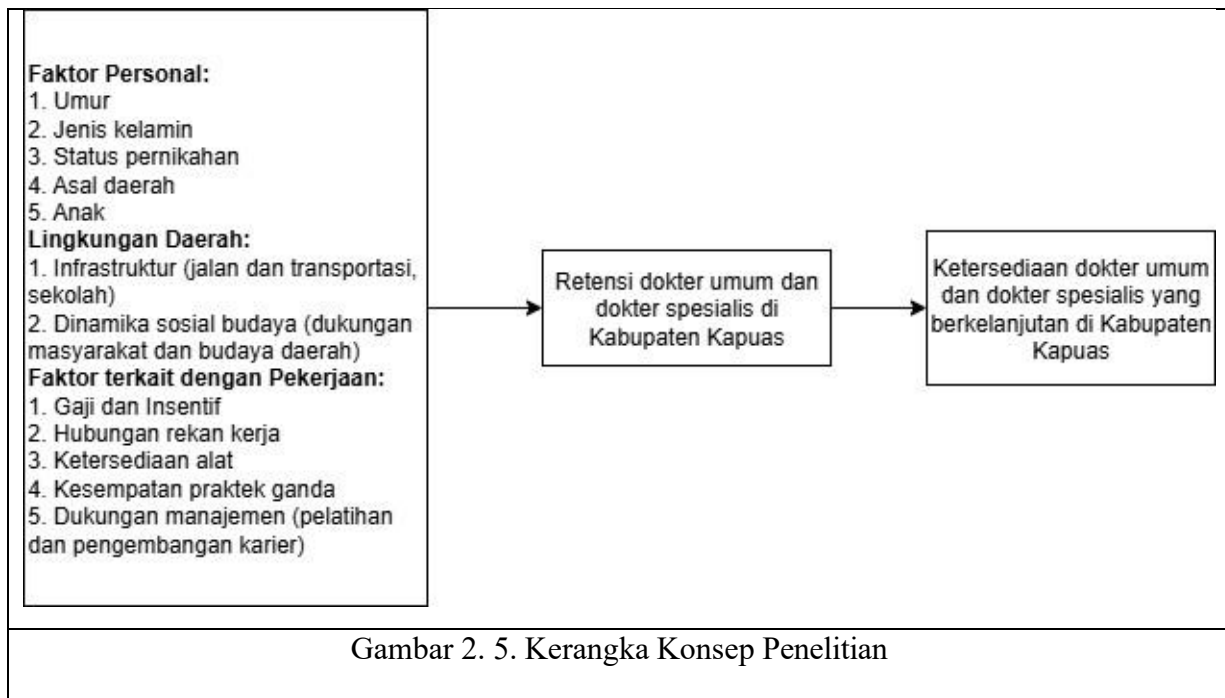 Faktor Personal:
1. Umur
2. Jenis kelamin
3. Status pernikahan
4. Asal daerah
5. Anak
Lingkungan Daerah:
1. Infrastruktur (jalan dan transportasi,
sekolah)
2. Dinamika sosial budaya (dukungan
masyarakat dan budaya daerah)
Faktor terkait dengan Pekerjaan:
1. Gaji dan Insentif
2. Hubungan rekan kerja
3. Ketersediaan alat
4. Kesempatan praktek ganda
5. Dukungan manajemen (pelatihan
dan pengembangan karier)
Retensi dokter umum dan
dokter spesialis di
Kabupaten Kapuas
Ketersediaan dokter umum
dan dokter spesialis yang
berkelanjutan di Kabupaten
Kapuas
Gambar 2. 5. Kerangka Konsep Penelitian